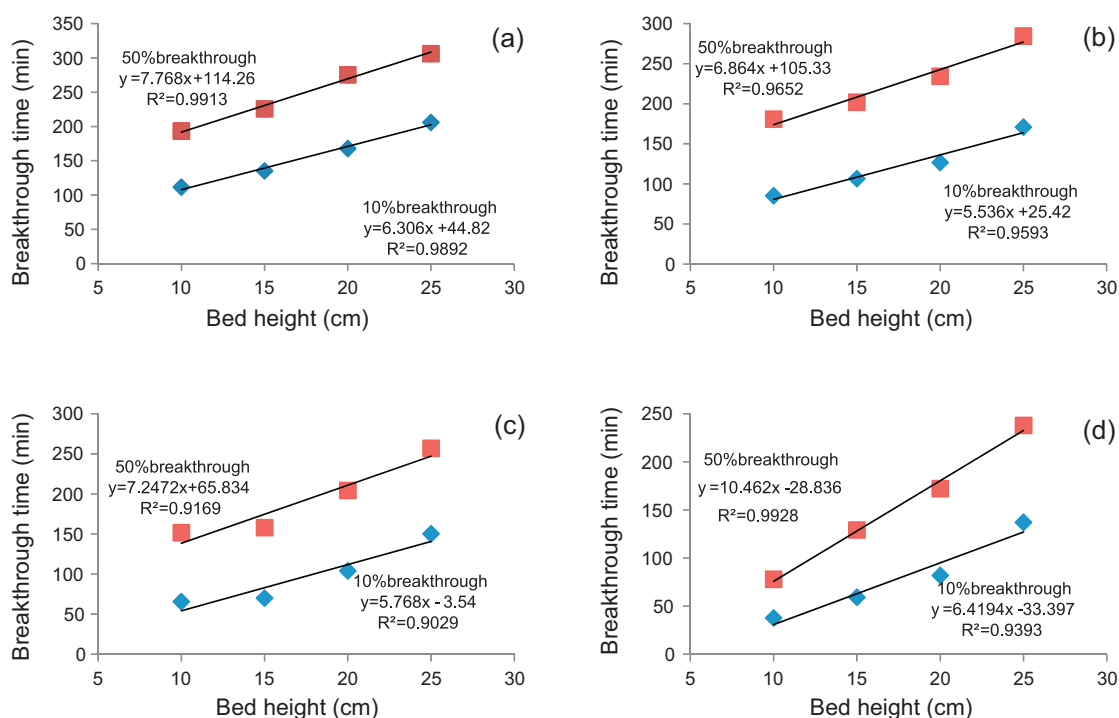 (a)
Breakthrough time (min)
350
300
250
200
150
100
50
0
50%breakthrough
y =7.768x+114.26
R²=0.9913
10%breakthrough
y=6.306x +44.82
R²=0.9892
5 10 15 20 25 30
Bed height (cm)
(b)
Breakthrough time (min)
300
250
200
150
100
50
0
50%breakthrough
y=6.864x +105.33
R²=0.9652
10%breakthrough
y=5.536x +25.42
R²=0.9593
5 10 15 20 25 30
Bed height (cm)
(c)
Breakthrough time (min)
300
250
200
150
100
50
0
50%breakthrough
y=7.2472x+65.834
R²=0.9169
10%breakthrough
y=5.768x - 3.54
R²=0.9029
5 10 15 20 25 30
Bed height (cm)
(d)
Breakthrough time (min)
250
200
150
100
50
0
50%breakthrough
y=10.462x -28.836
R²=0.9928
10%breakthrough
y =6.4194x -33.397
R²=0.9393
5 10 15 20 25 30
Bed height (cm)